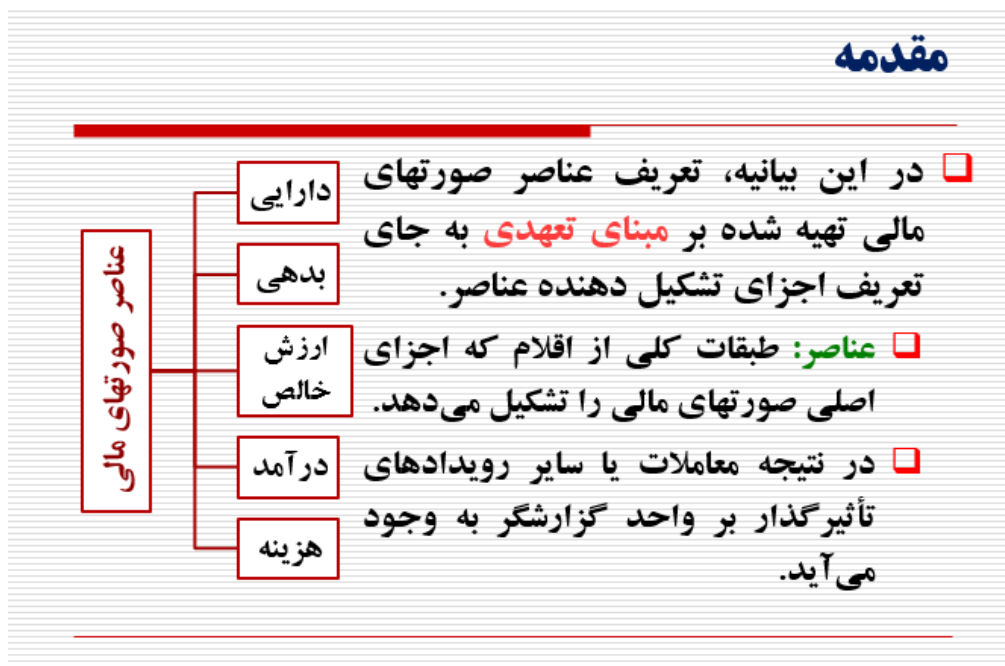 مقدمه
در این بیانیه، تعریف عناصر صورتهای
مالی تهیه شده بر مبنای تعهدی به جای
تعریف اجزای تشکیل دهنده عناصر.
عناصر: طبقات کلی از اقلام که اجزای
اصلی صورتهای مالی را تشکیل می‌دهد.
در نتیجه معاملات یا سایر رویدادهای
تأثیرگذار بر واحد گزارشگر به وجود
می‌آید.
عناصر صورتهای مالی
دارایی
بدهی
ارزش
خالص
درآمد
هزینه